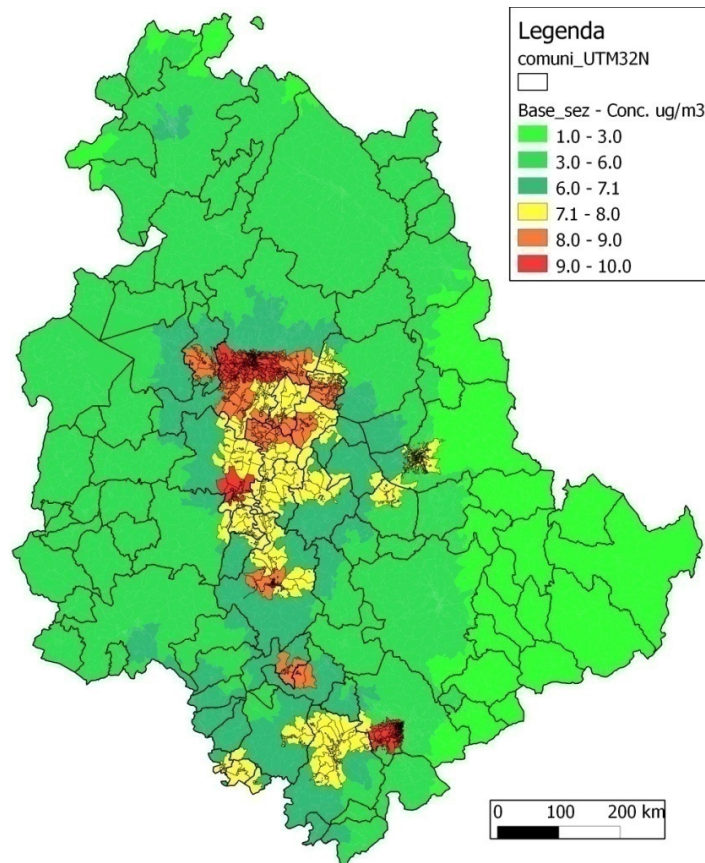 Legenda
comuni_UTM32N
Base_sez - Conc. ug/m3
1.0 - 3.0
3.0 - 6.0
6.0 - 7.1
7.1 - 8.0
8.0 - 9.0
9.0 - 10.0
0 100 200 km